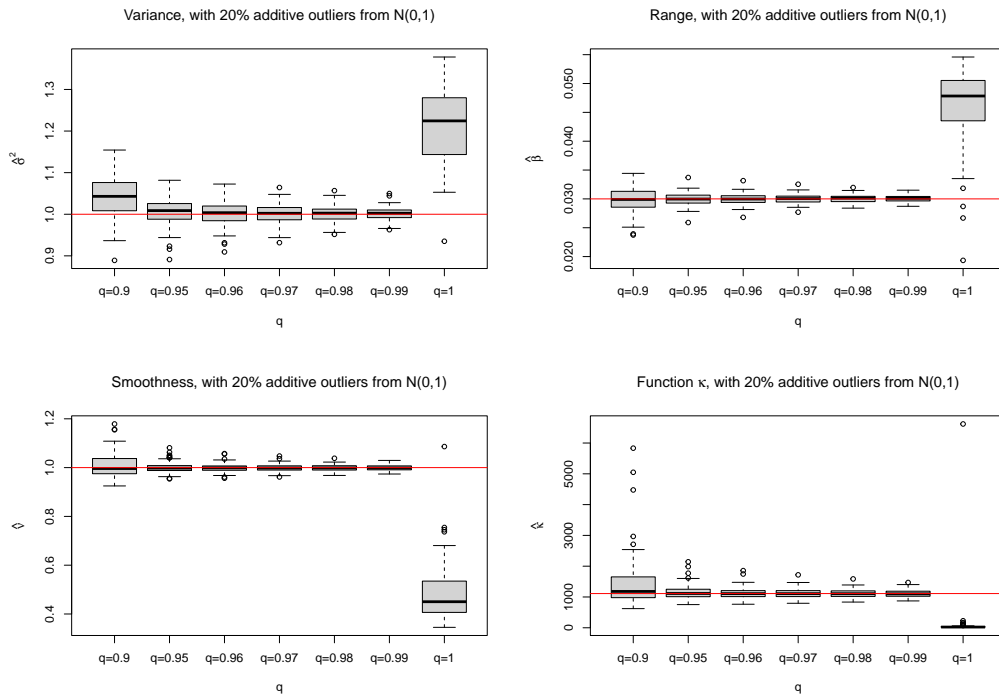 Variance, with 20% additive outliers from N(0,1)
σ̂²
0.9 1.0 1.1 1.2 1.3
q=0.9 q=0.95 q=0.96 q=0.97 q=0.98 q=0.99 q=1
q
Range, with 20% additive outliers from N(0,1)
β̂
0.020 0.030 0.040 0.050
q=0.9 q=0.95 q=0.96 q=0.97 q=0.98 q=0.99 q=1
q
Smoothness, with 20% additive outliers from N(0,1)
ν̂
0.4 0.6 0.8 1.0 1.2
q=0.9 q=0.95 q=0.96 q=0.97 q=0.98 q=0.99 q=1
q
Function κ, with 20% additive outliers from N(0,1)
κ̂
0 1000 3000 5000
q=0.9 q=0.95 q=0.96 q=0.97 q=0.98 q=0.99 q=1
q